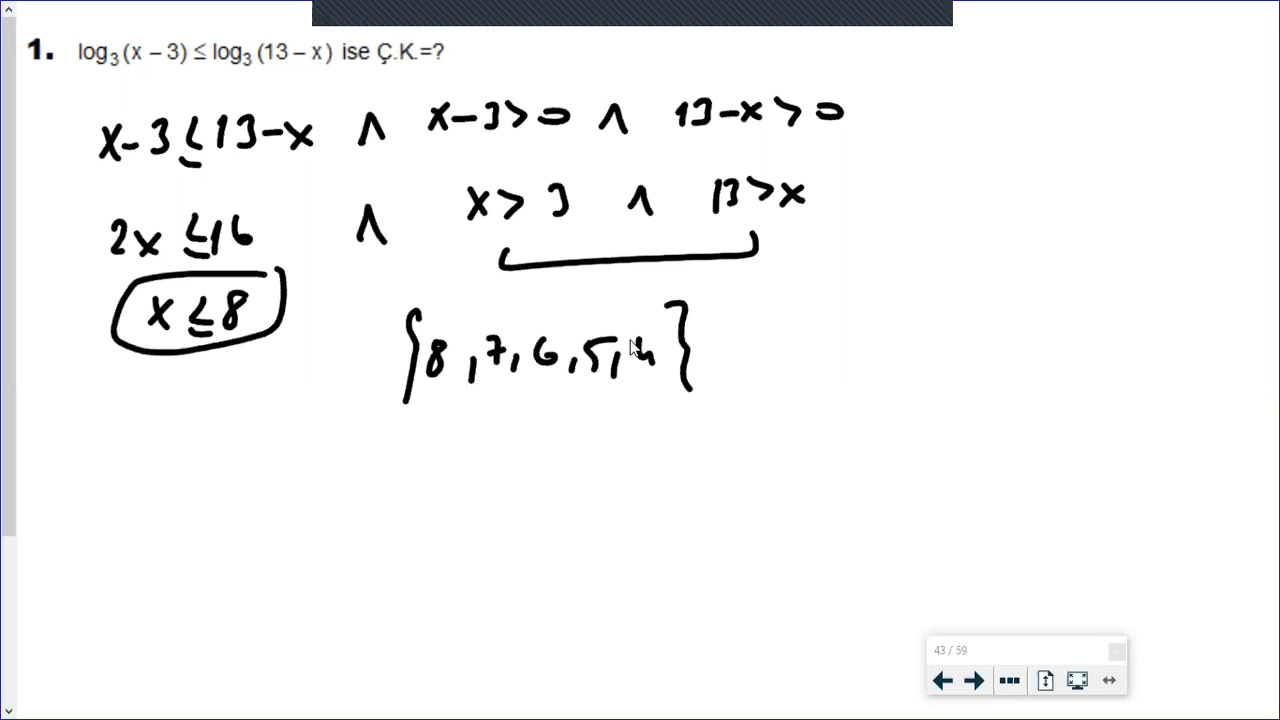 1. log₃(x – 3) ≤ log₃(13 – x) ise Ç.K.=?
x-3 ≤ 13-x ∧ x-3>0 ∧ 13-x>0
2x ≤ 16 ∧ x>3 ∧ 13>x
x ≤ 8
{8, 7, 6, 5, 4}
43 / 59